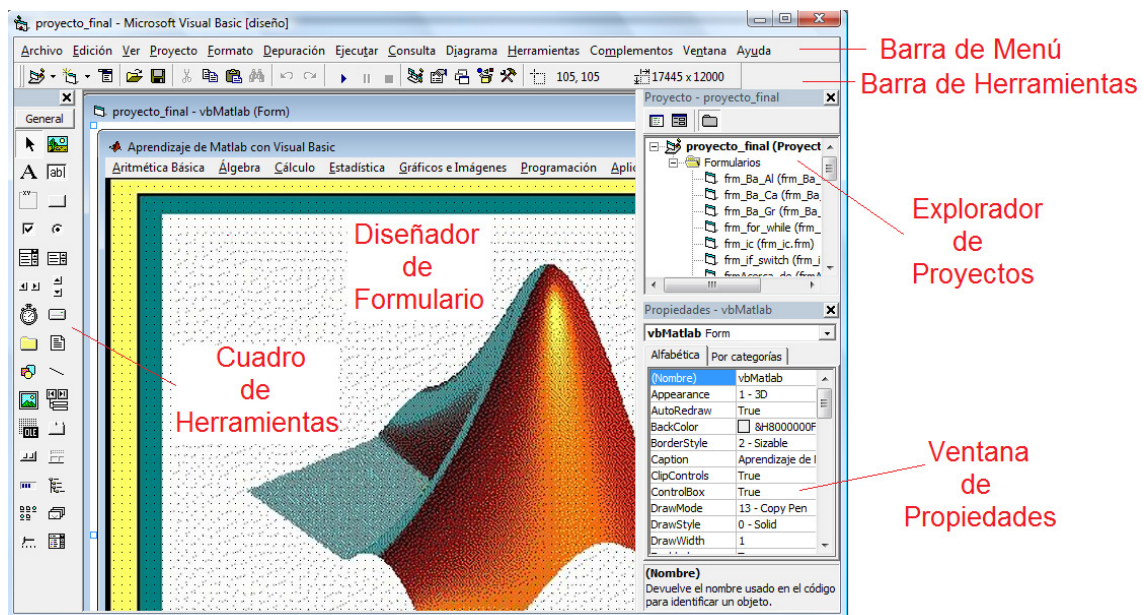 proyecto_final - Microsoft Visual Basic [diseño]
Archivo Edición Ver Proyecto Formato Depuración Ejecutar Consulta Diagrama Herramientas Complementos Ventana Ayuda
Barra de Menú
105, 105 17445 x 12000
Barra de Herramientas
General
A ab|
XY
OLE
proyecto_final - vbMatlab (Form)
Aprendizaje de Matlab con Visual Basic
Aritmética Básica Álgebra Cálculo Estadística Gráficos e Imágenes Programación Aplic
Diseñador
de
Formulario
Cuadro
de
Herramientas
Proyecto - proyecto_final
proyecto_final (Proyect
Formularios
frm_Ba_Al (frm_Ba_
frm_Ba_Ca (frm_Ba_
frm_Ba_Gr (frm_Ba_
frm_for_while (frm_
frm_ic (frm_ic.frm)
frm_if_switch (frm_i
frmAcerca_de (frmA
Explorador
de
Proyectos
Propiedades - vbMatlab
vbMatlab Form
Alfabética Por categorías
(Nombre) vbMatlab
Appearance 1 - 3D
AutoRedraw True
BackColor &H8000000F
BorderStyle 2 - Sizable
Caption Aprendizaje de I
ClipControls True
ControlBox True
DrawMode 13 - Copy Pen
DrawStyle 0 - Solid
DrawWidth 1
(Nombre)
Devuelve el nombre usado en el código
para identificar un objeto.
Ventana
de
Propiedades